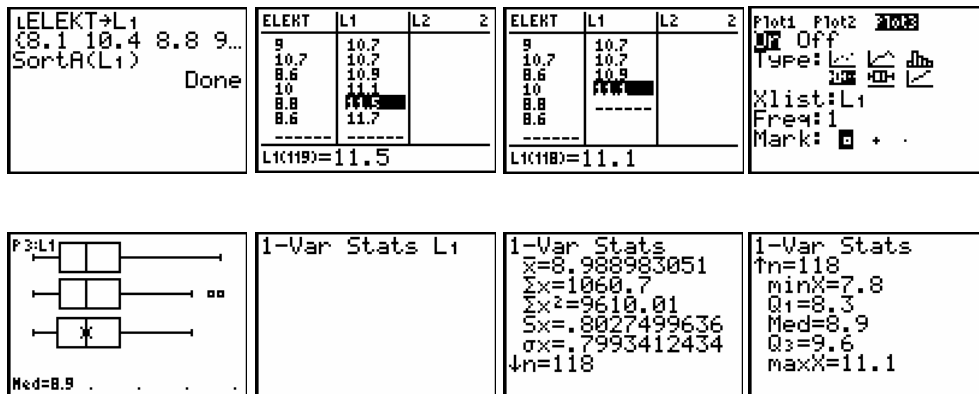 ʟELEKT→L₁
{8.1 10.4 8.8 9…
SortA(L₁)
Done
ELEKT L1 L2 2
9 10.7
10.7 10.7
8.6 10.9
10 11.1
8.8 11.5
8.6 11.7
------ ------
L1(119)=11.5
ELEKT L1 L2 2
9 10.7
10.7 10.7
8.6 10.9
10 11.1
8.8 ------
8.6
------
L1(118)=11.1
Plot1 Plot2 Plot3
On Off
Type:
Xlist:L₁
Freq:1
Mark: ▫ + ·
P3:L1
Med=8.9
1-Var Stats L₁
1-Var Stats
x̄=8.988983051
Σx=1060.7
Σx²=9610.01
Sx=.8027499636
σx=.7993412434
↓n=118
1-Var Stats
↑n=118
minX=7.8
Q₁=8.3
Med=8.9
Q₃=9.6
maxX=11.1